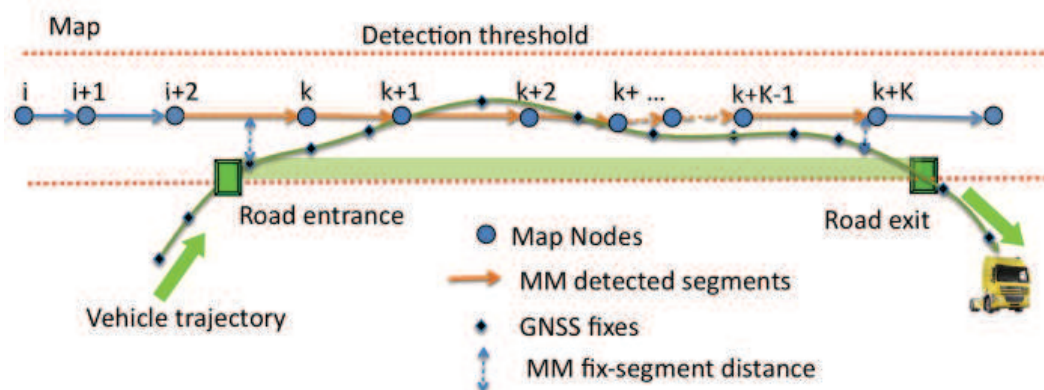 Map
Detection threshold
i i+1 i+2 k k+1 k+2 k+ ... k+K-1 k+K
Road entrance
Road exit
Map Nodes
MM detected segments
Vehicle trajectory
GNSS fixes
MM fix-segment distance